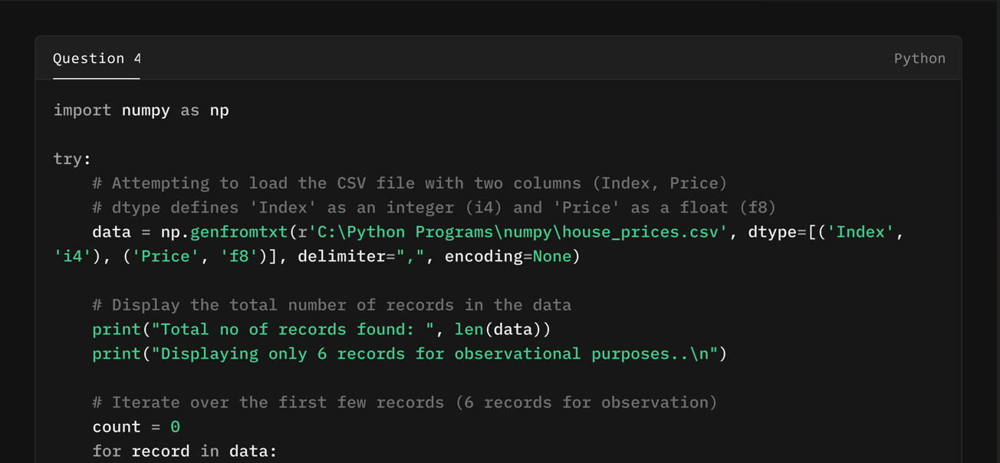 Question 4
Python
import numpy as np
try:
    # Attempting to load the CSV file with two columns (Index, Price)
    # dtype defines 'Index' as an integer (i4) and 'Price' as a float (f8)
    data = np.genfromtxt(r'C:\Python Programs\numpy\house_prices.csv', dtype=[('Index',
'i4'), ('Price', 'f8')], delimiter=",", encoding=None)
    # Display the total number of records in the data
    print("Total no of records found: ", len(data))
    print("Displaying only 6 records for observational purposes..\n")
    # Iterate over the first few records (6 records for observation)
    count = 0
    for record in data: